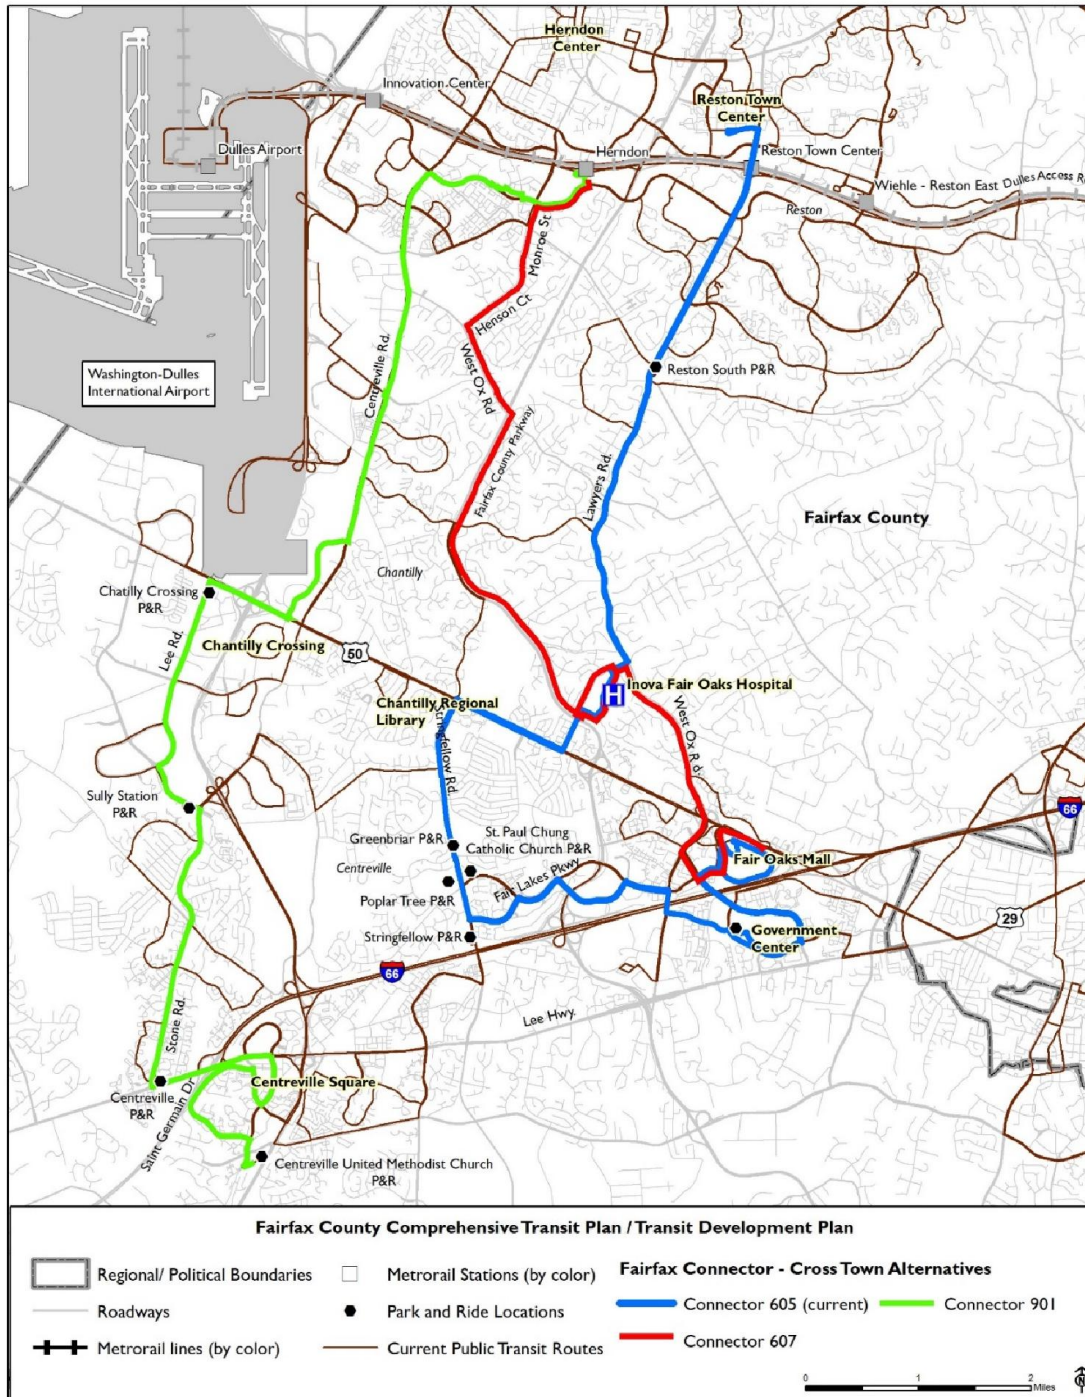 Herndon
Center
Innovation Center
Reston Town
Center
Dulles Airport
Herndon
Reston Town Center
Wiehle - Reston East
Dulles Access R
Reston
Monroe St
Henson Ct
Washington-Dulles
International Airport
Centreville Rd.
West Ox Rd
Reston South P&R
Fairfax County Parkway
Lawyers Rd.
Fairfax County
Chantilly
Chatilly Crossing
P&R
Lee Rd.
Chantilly Crossing
50
Inova Fair Oaks Hospital
H
Chantilly Regional
Library
Stringfellow Rd.
West Ox Rd.
Sully Station
P&R
66
Greenbriar P&R
St. Paul Chung
Catholic Church P&R
Fair Oaks Mall
Centreville
Fair Lakes Pkwy
Poplar Tree P&R
29
Stringfellow P&R
Government
Center
66
Stone Rd.
Lee Hwy.
Centreville Square
Centreville
P&R
Saint Germain Dr
Centreville United Methodist Church
P&R
Fairfax County Comprehensive Transit Plan / Transit Development Plan
Regional/ Political Boundaries
Metrorail Stations (by color)
Fairfax Connector - Cross Town Alternatives
Roadways
Park and Ride Locations
Connector 605 (current)
Connector 901
Metrorail lines (by color)
Current Public Transit Routes
Connector 607
0 1 2
Miles
N